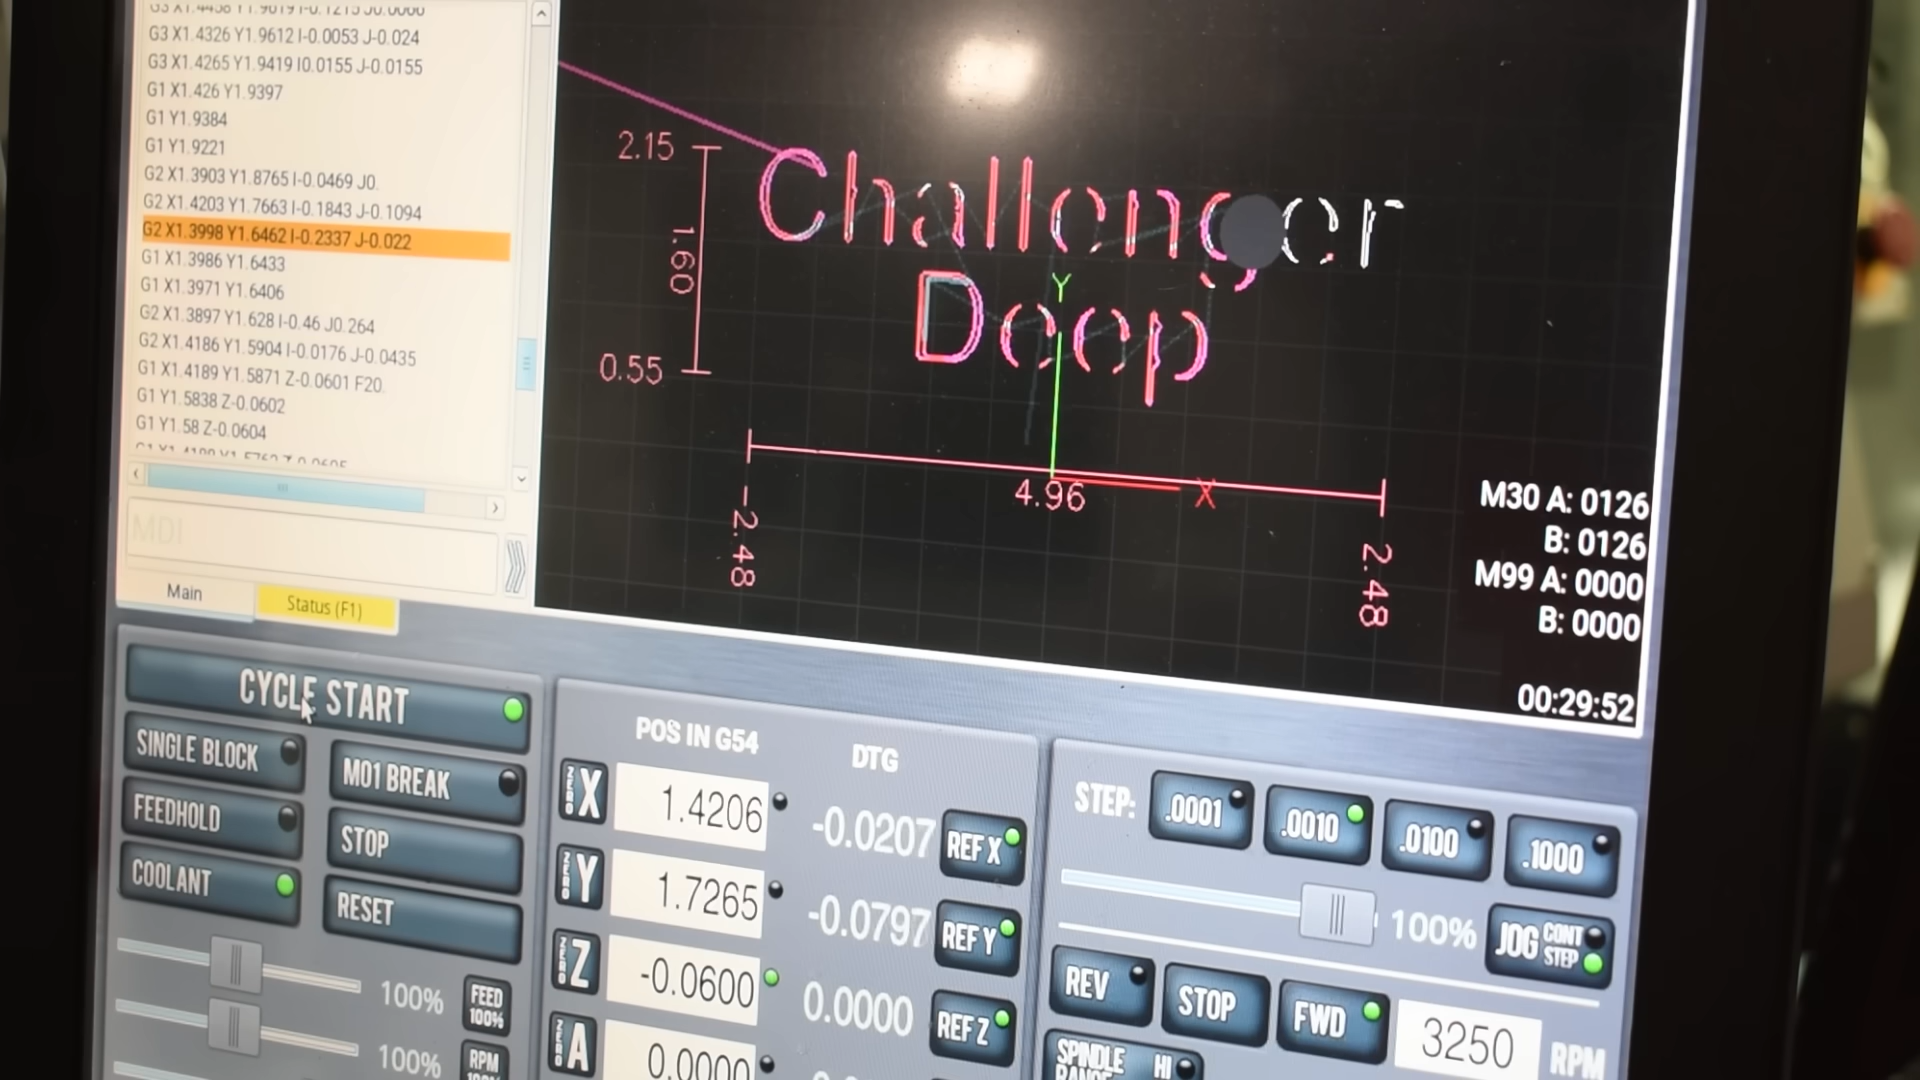 G3 X1.4326 Y1.9612 I-0.0053 J-0.024
G3 X1.4265 Y1.9419 I0.0155 J-0.0155
G1 X1.426 Y1.9397
G1 Y1.9384
G1 Y1.9221
G2 X1.3903 Y1.8765 I-0.0469 J0.
G2 X1.4203 Y1.7663 I-0.1843 J-0.1094
G2 X1.3998 Y1.6462 I-0.2337 J-0.022
G1 X1.3986 Y1.6433
G1 X1.3971 Y1.6406
G2 X1.3897 Y1.628 I-0.46 J0.264
G2 X1.4186 Y1.5904 I-0.0176 J-0.0435
G1 X1.4189 Y1.5871 Z-0.0601 F20.
G1 Y1.5838 Z-0.0602
G1 Y1.58 Z-0.0604
MDI
Main
Status (F1)
2.15
1.60
0.55
Challenger
Deep
Y
X
4.96
-2.48
2.48
M30 A: 0126
B: 0126
M99 A: 0000
B: 0000
00:29:52
CYCLE START
SINGLE BLOCK
M01 BREAK
FEEDHOLD
STOP
COOLANT
RESET
100%
FEED
100%
100%
RPM
POS IN G54
DTG
ZERO X
1.4206
-0.0207
REF X
ZERO Y
1.7265
-0.0797
REF Y
ZERO Z
-0.0600
0.0000
REF Z
ZERO A
0.0000
STEP:
.0001
.0010
.0100
.1000
100%
JOG CONT
STEP
REV
STOP
FWD
3250
RPM
SPINDLE
RANGE
HI